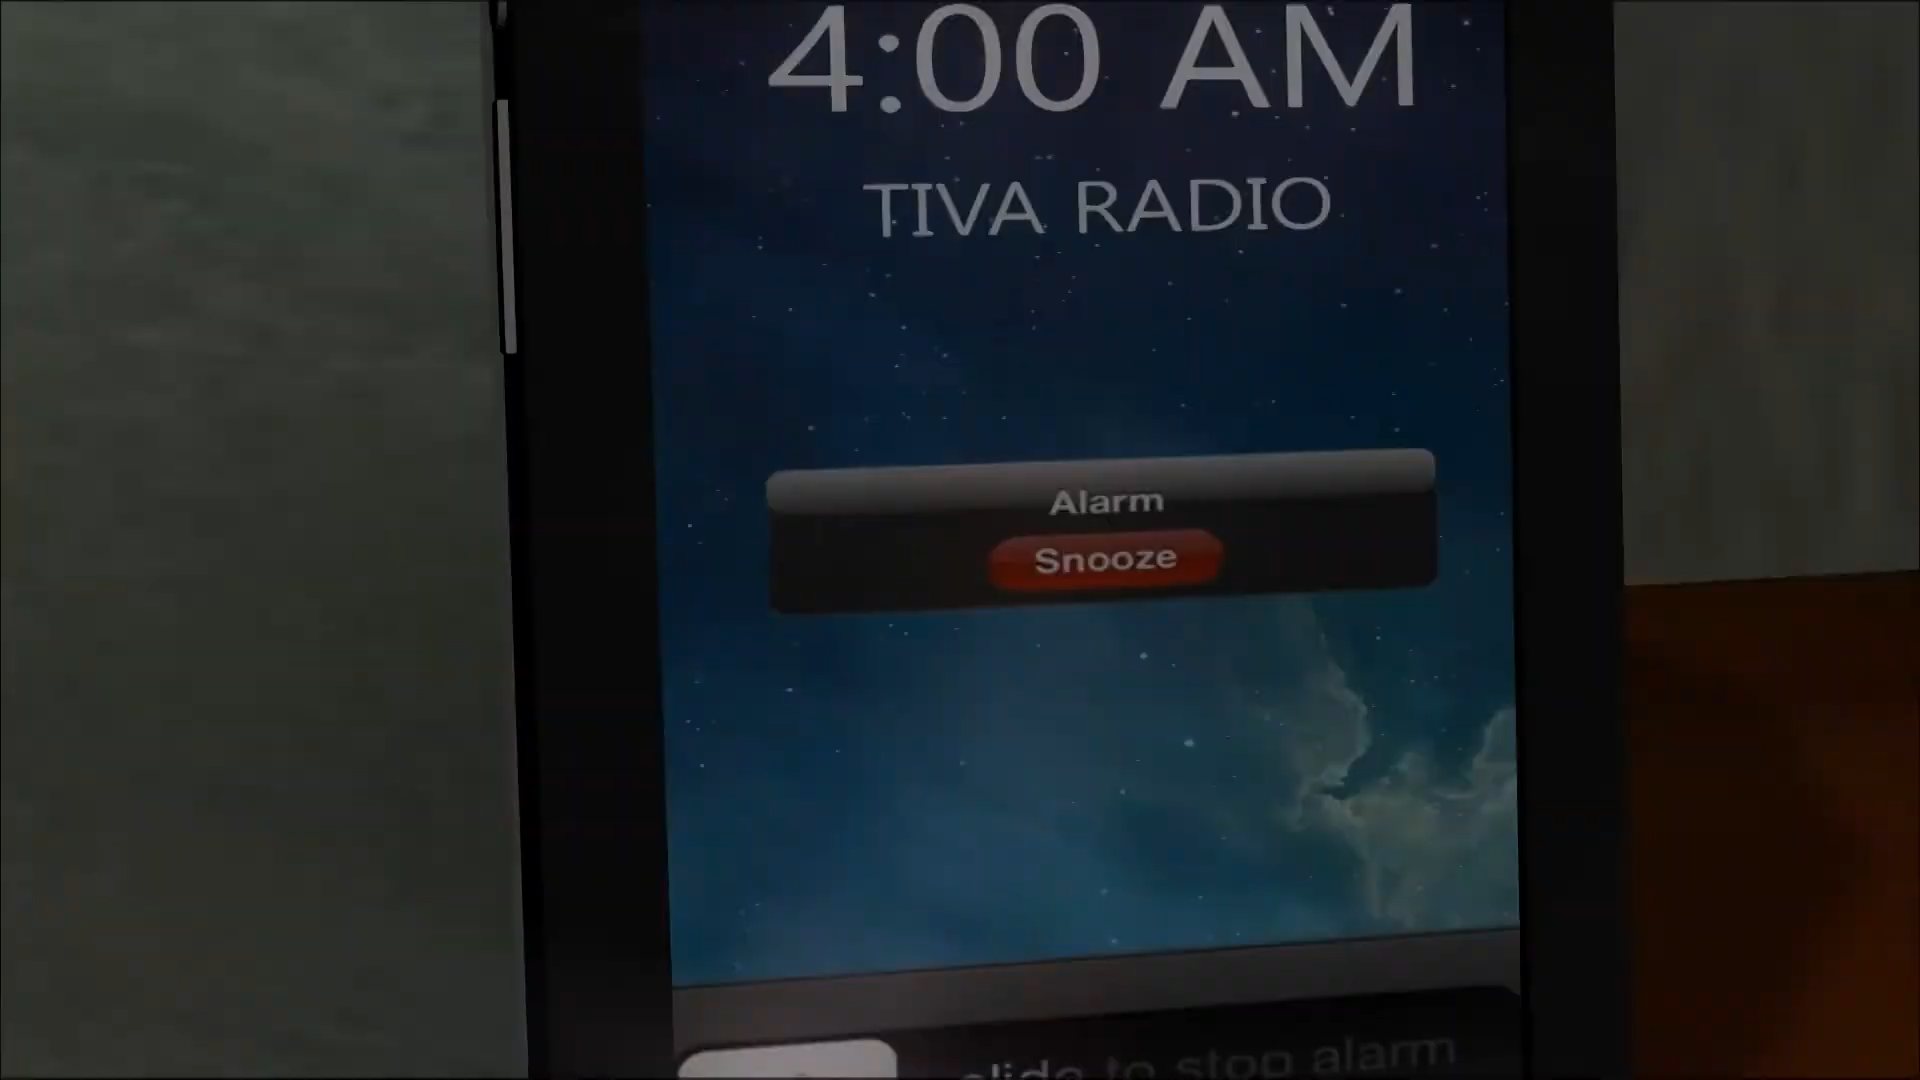 4:00 AM
TIVA RADIO
Alarm
Snooze
slide to stop alarm